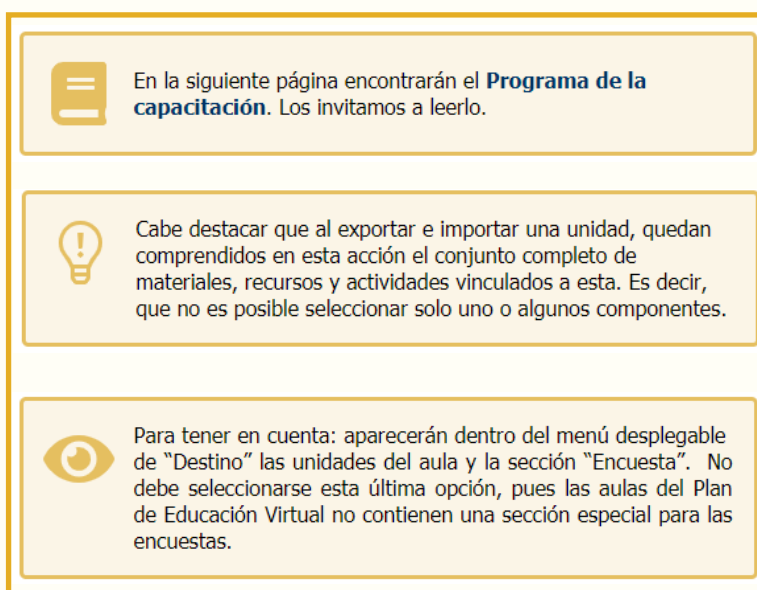 En la siguiente página encontrarán el Programa de la
capacitación. Los invitamos a leerlo.
Cabe destacar que al exportar e importar una unidad, quedan
comprendidos en esta acción el conjunto completo de
materiales, recursos y actividades vinculados a esta. Es decir,
que no es posible seleccionar solo uno o algunos componentes.
Para tener en cuenta: aparecerán dentro del menú desplegable
de “Destino” las unidades del aula y la sección “Encuesta”. No
debe seleccionarse esta última opción, pues las aulas del Plan
de Educación Virtual no contienen una sección especial para las
encuestas.